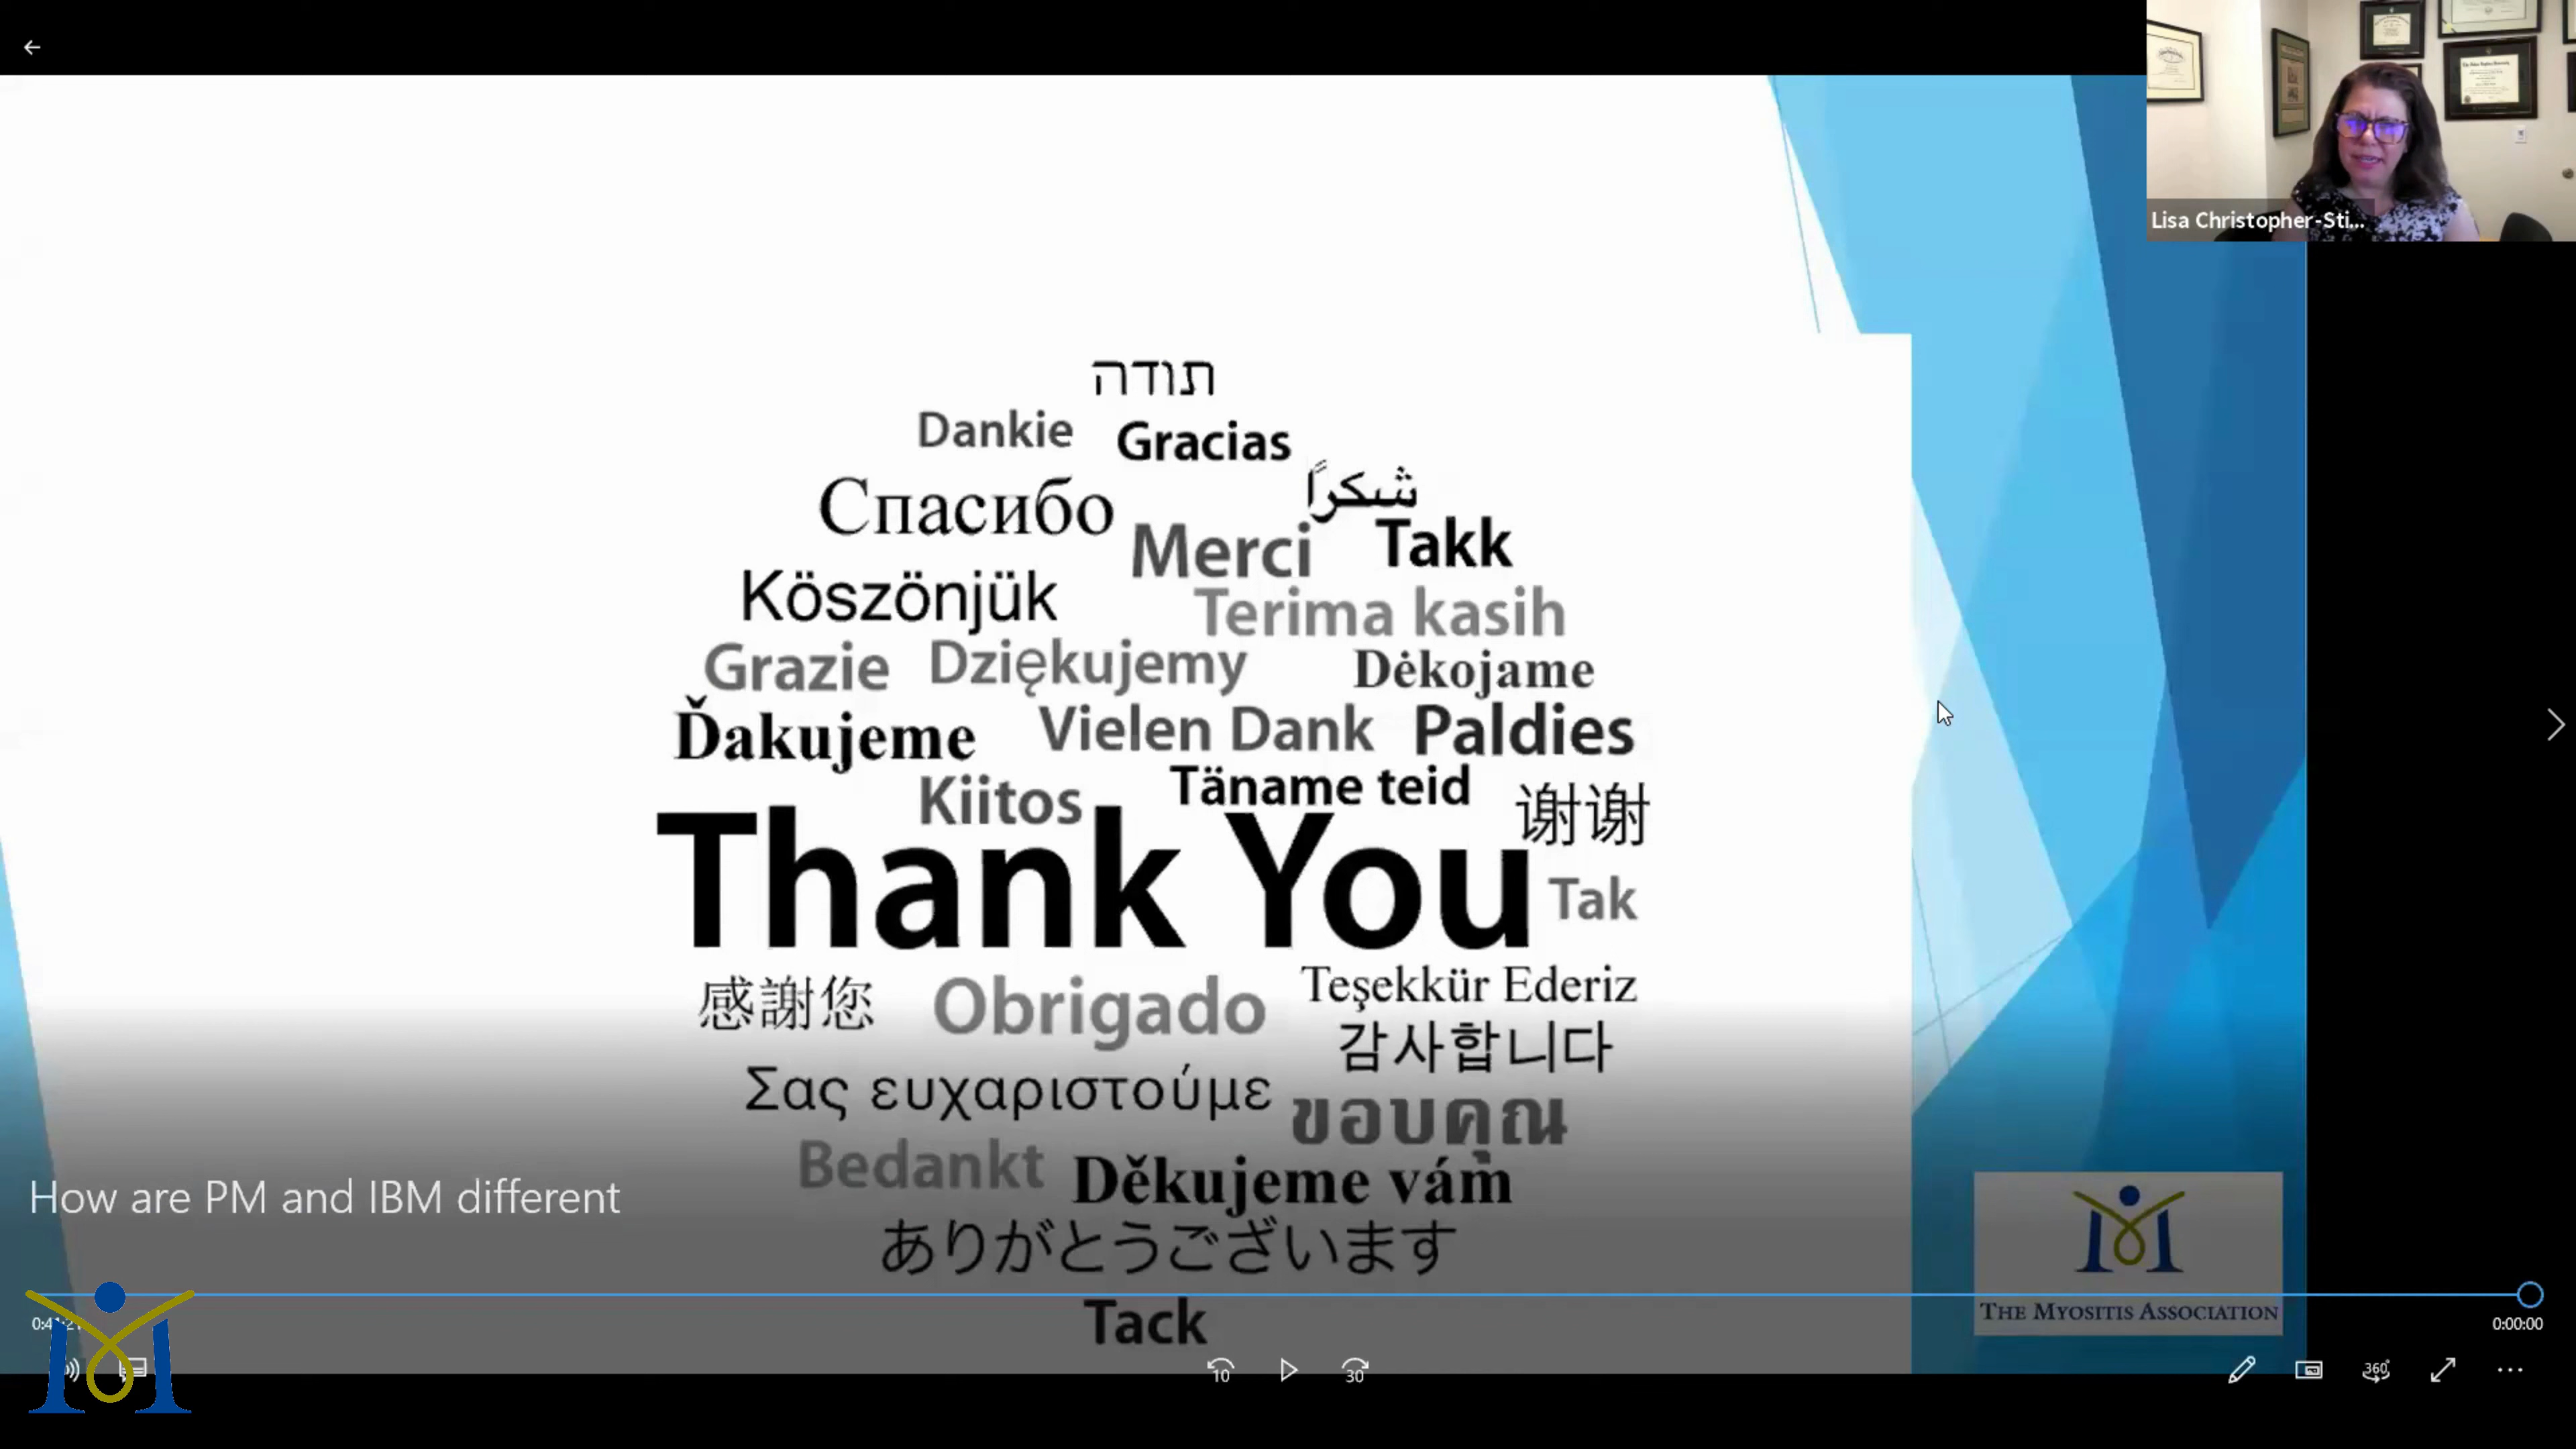 Lisa Christopher-Sti...
תודה
Dankie
Gracias
Спасибо
شكراً
Merci
Takk
Köszönjük
Terima kasih
Grazie
Dziękujemy
Dėkojame
Ďakujeme
Vielen Dank
Paldies
Kiitos
Täname teid
谢谢
Thank You
Tak
感謝您
Obrigado
Teşekkür Ederiz
감사합니다
Σας ευχαριστούμε
ขอบคุณ
Bedankt
Děkujeme vám
How are PM and IBM different
ありがとうございます
THE MYOSITIS ASSOCIATION
Tack
0:00:00
10
30
360°